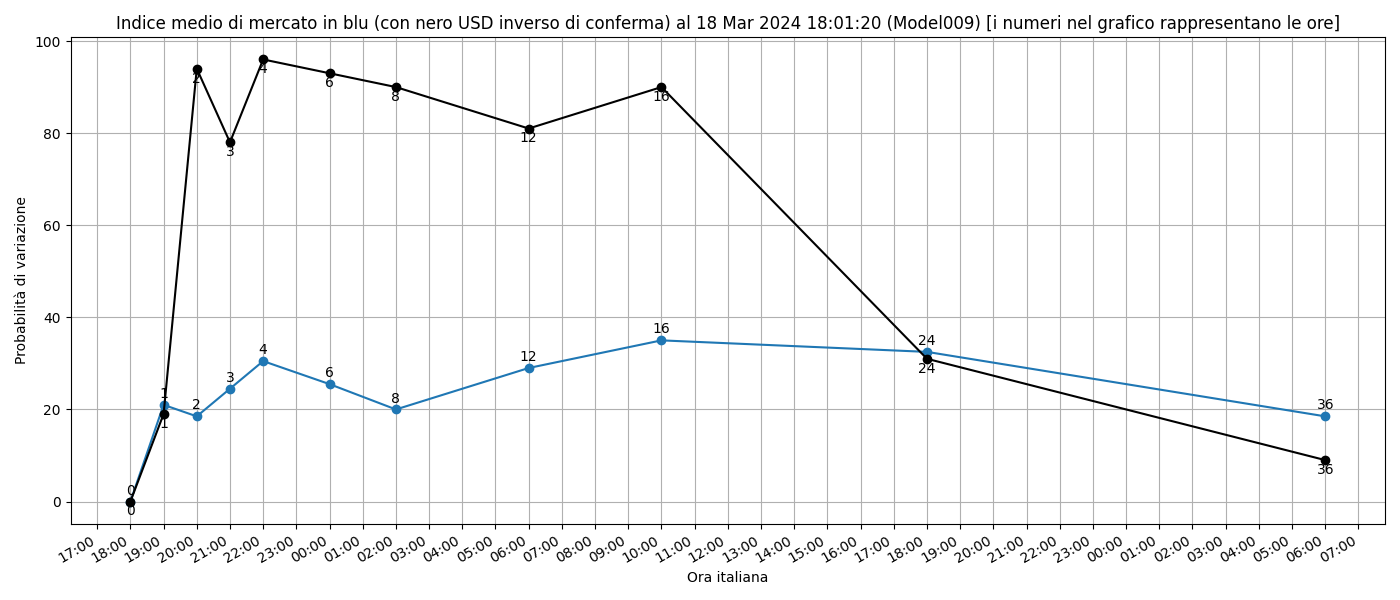 Indice medio di mercato in blu (con nero USD inverso di conferma) al 18 Mar 2024 18:01:20 (Model009) [i numeri nel grafico rappresentano le ore]
100
80
60
40
20
0
Probabilità di variazione
0 1 2 3 4 6 8 12 16 24 36
0 1 2 3 4 6 8 12 16 24 36
17:00 18:00 19:00 20:00 21:00 22:00 23:00 00:00 01:00 02:00 03:00 04:00 05:00 06:00 07:00 08:00 09:00 10:00 11:00 12:00 13:00 14:00 15:00 16:00 17:00 18:00 19:00 20:00 21:00 22:00 23:00 00:00 01:00 02:00 03:00 04:00 05:00 06:00 07:00
Ora italiana